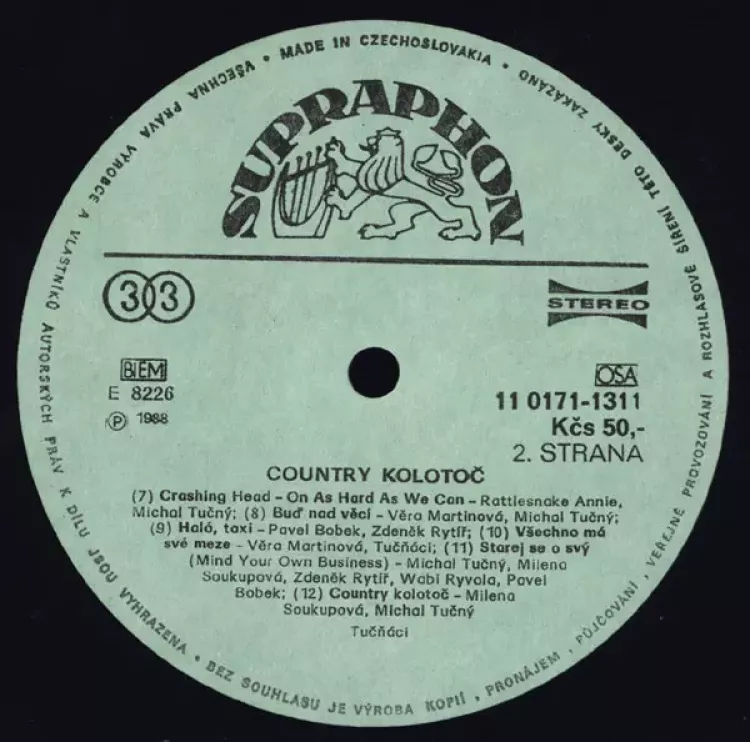 VŠECHNA PRÁVA VÝROBCE A VLASTNÍKŮ AUTORSKÝCH PRÁV K DÍLU JSOU VYHRAZENA • BEZ SOUHLASU JE VÝROBA KOPIÍ, PRONÁJEM, PŮJČOVÁNÍ, VEŘEJNÉ PROVOZOVÁNÍ A ROZHLASOVÉ ŠÍŘENÍ TÉTO DESKY ZAKÁZÁNO • MADE IN CZECHOSLOVAKIA •
SUPRAPHON
33
STEREO
BIEM
E 8226
Ⓟ 1988
OSA
11 0171-1311
Kčs 50,-
2. STRANA
COUNTRY KOLOTOČ
(7) Crashing Head – On As Hard As We Can – Rattlesnake Annie,
Michal Tučný; (8) Buď nad věcí – Věra Martinová, Michal Tučný;
(9) Haló, taxi – Pavel Bobek, Zdeněk Rytíř; (10) Všechno má
své meze – Věra Martinová, Tučňáci; (11) Starej se o svý
(Mind Your Own Business) – Michal Tučný, Milena
Soukupová, Zdeněk Rytíř, Wabi Ryvola, Pavel
Bobek; (12) Country kolotoč – Milena
Soukupová, Michal Tučný
Tučňáci